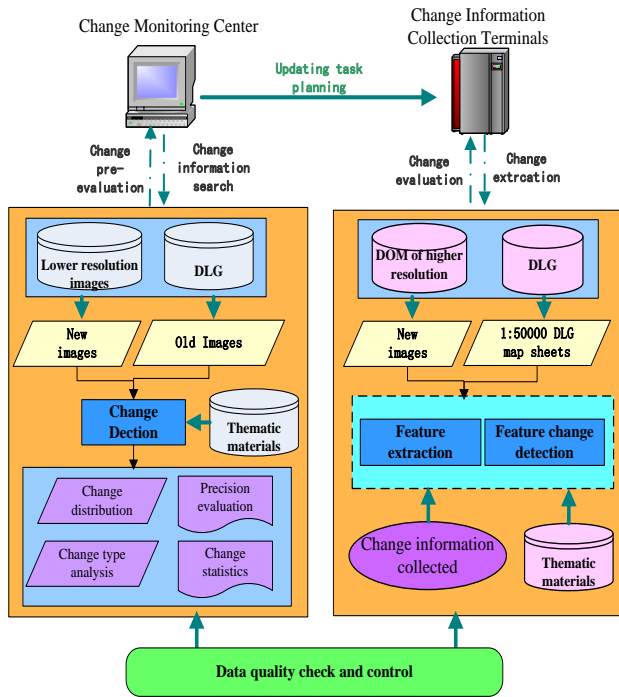 Change Monitoring Center
Change Information
Collection Terminals
Updating task
planning
Change
pre-
evaluation
Change
information
search
Change
evaluation
Change
extrcation
Lower resolution
images
DLG
New
images
Old Images
Change
Dection
Thematic
materials
Change
distribution
Precision
evaluation
Change type
analysis
Change
statistics
DOM of higher
resolution
DLG
New
images
1:50000 DLG
map sheets
Feature
extraction
Feature change
detection
Change information
collected
Thematic
materials
Data quality check and control